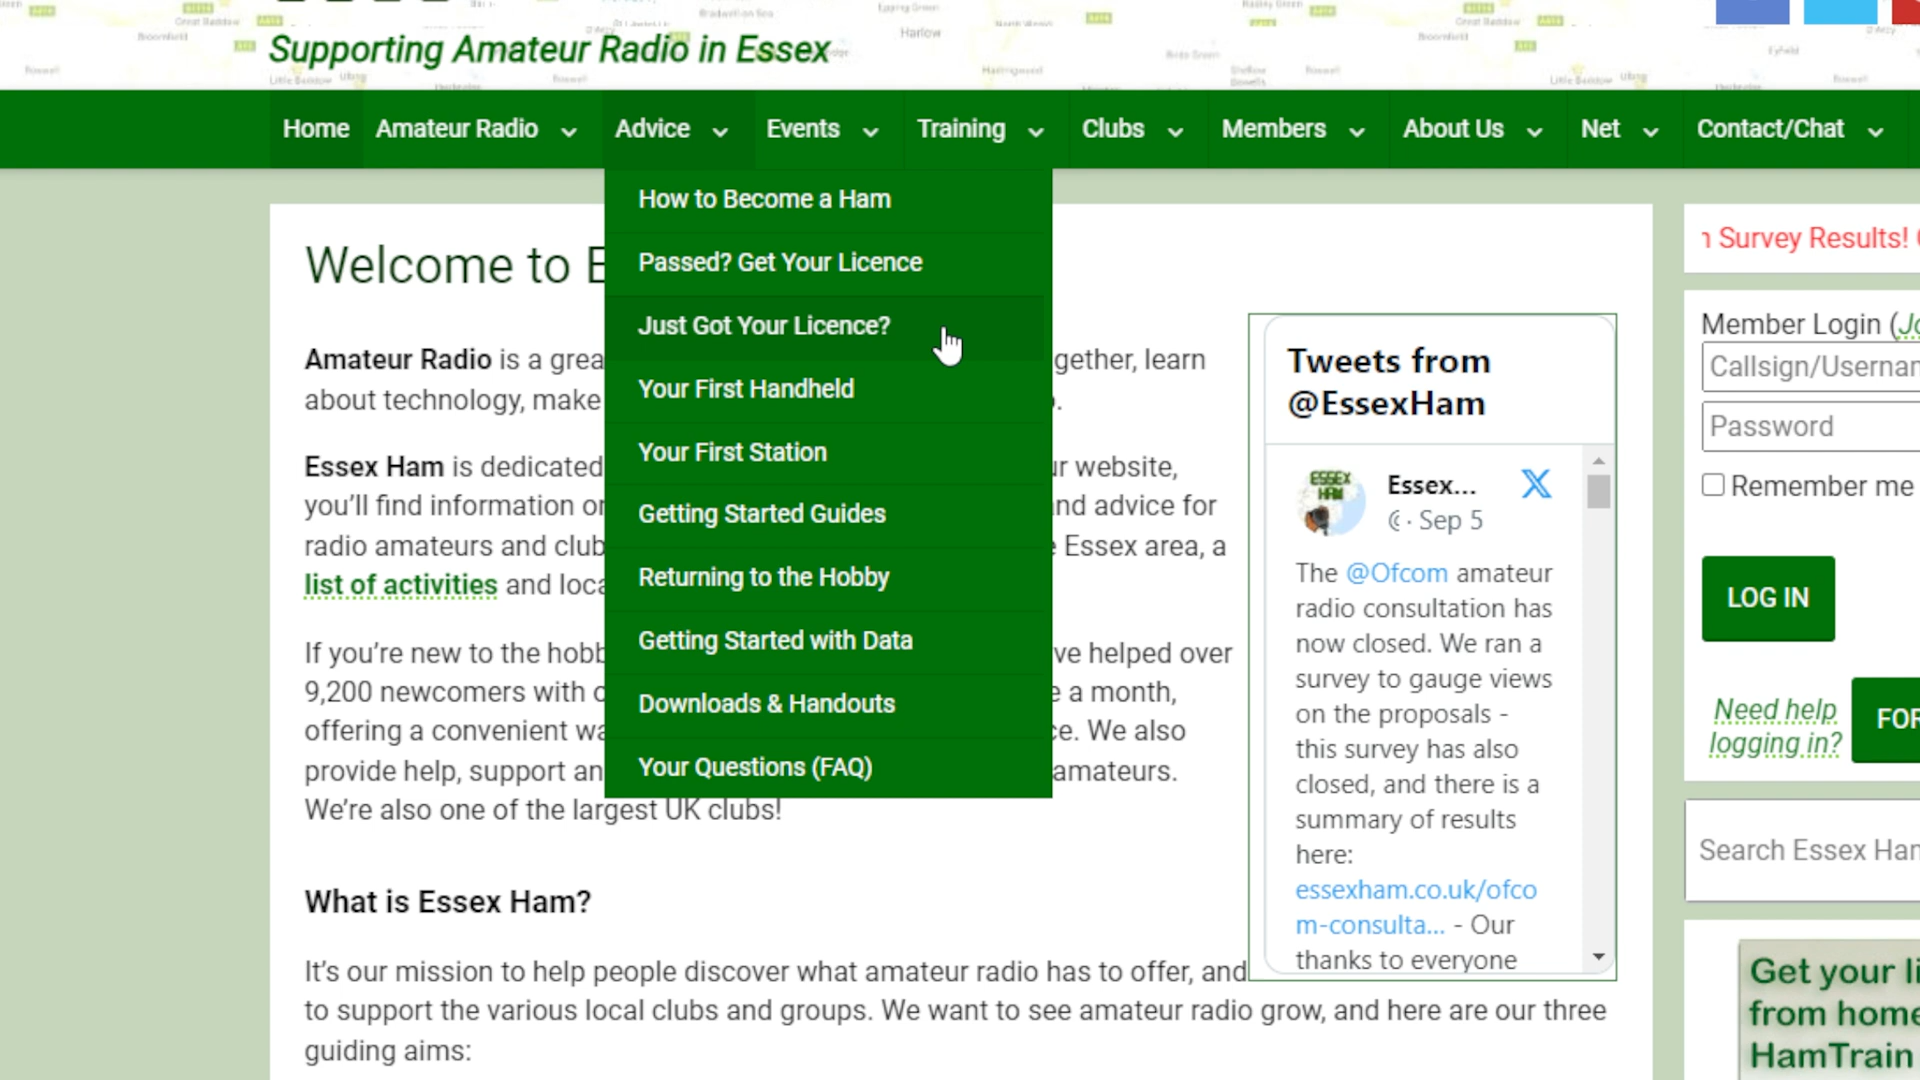 Supporting Amateur Radio in Essex
Home Amateur Radio Advice Events Training Clubs Members About Us Net Contact/Chat
How to Become a Ham
Passed? Get Your Licence
Just Got Your Licence?
Your First Handheld
Your First Station
Getting Started Guides
Returning to the Hobby
Getting Started with Data
Downloads & Handouts
Your Questions (FAQ)
Welcome to E
Amateur Radio is a grea gether, learn
about technology, make
Essex Ham is dedicated ur website,
you'll find information or nd advice for
radio amateurs and club e Essex area, a
list of activities and loca
If you're new to the hobb ve helped over
9,200 newcomers with c e a month,
offering a convenient wa ce. We also
provide help, support an amateurs.
We're also one of the largest UK clubs!
What is Essex Ham?
It's our mission to help people discover what amateur radio has to offer, and
to support the various local clubs and groups. We want to see amateur radio grow, and here are our three
guiding aims:
Tweets from
@EssexHam
ESSEX
HAM
Essex...
Sep 5
The @Ofcom amateur
radio consultation has
now closed. We ran a
survey to gauge views
on the proposals -
this survey has also
closed, and there is a
summary of results
here:
essexham.co.uk/ofco
m-consulta... - Our
thanks to everyone
n Survey Results!
Member Login (Jo
Callsign/Usernan
Password
Remember me
LOG IN
Need help
logging in?
FOR
Search Essex Han
Get your li
from home
HamTrain